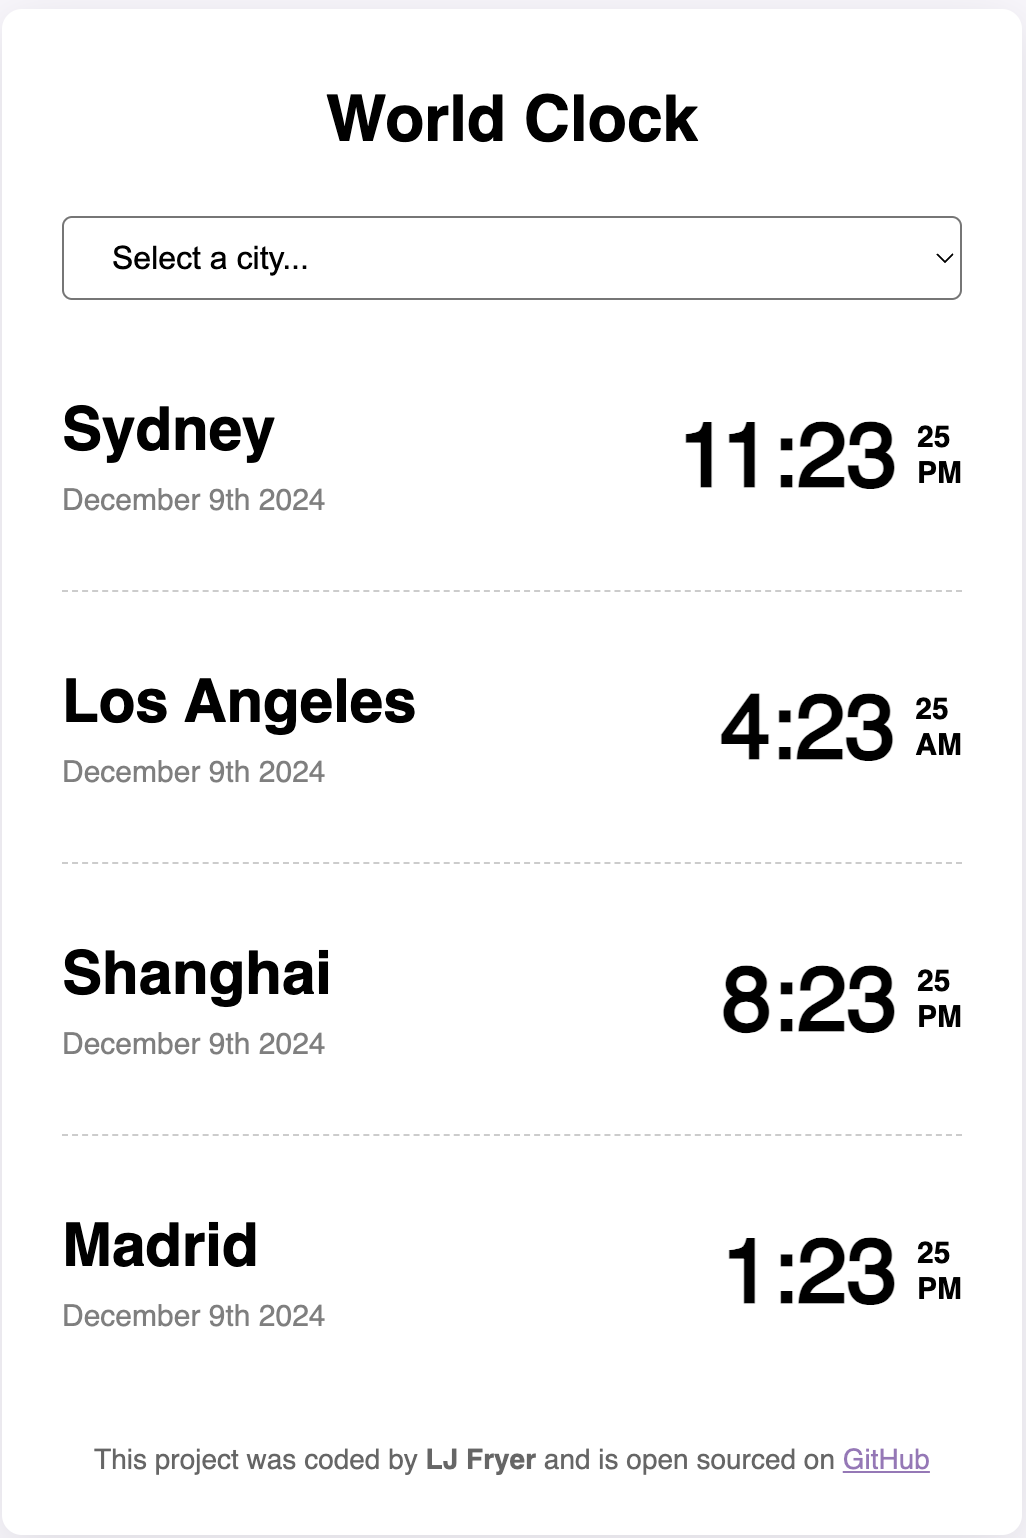 World Clock
Select a city...
Sydney
December 9th 2024
11:23 25 PM
Los Angeles
December 9th 2024
4:23 25 AM
Shanghai
December 9th 2024
8:23 25 PM
Madrid
December 9th 2024
1:23 25 PM
This project was coded by LJ Fryer and is open sourced on GitHub